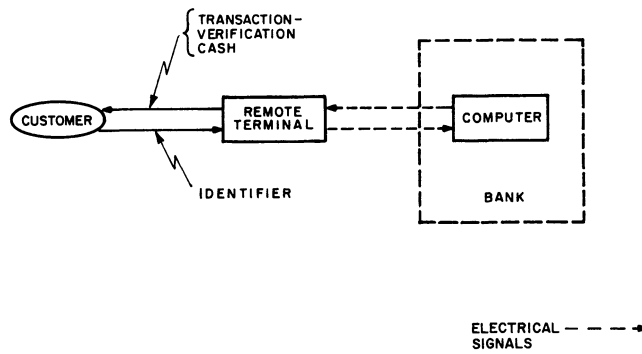 TRANSACTION-
VERIFICATION
CASH
CUSTOMER
REMOTE
TERMINAL
COMPUTER
IDENTIFIER
BANK
ELECTRICAL
SIGNALS